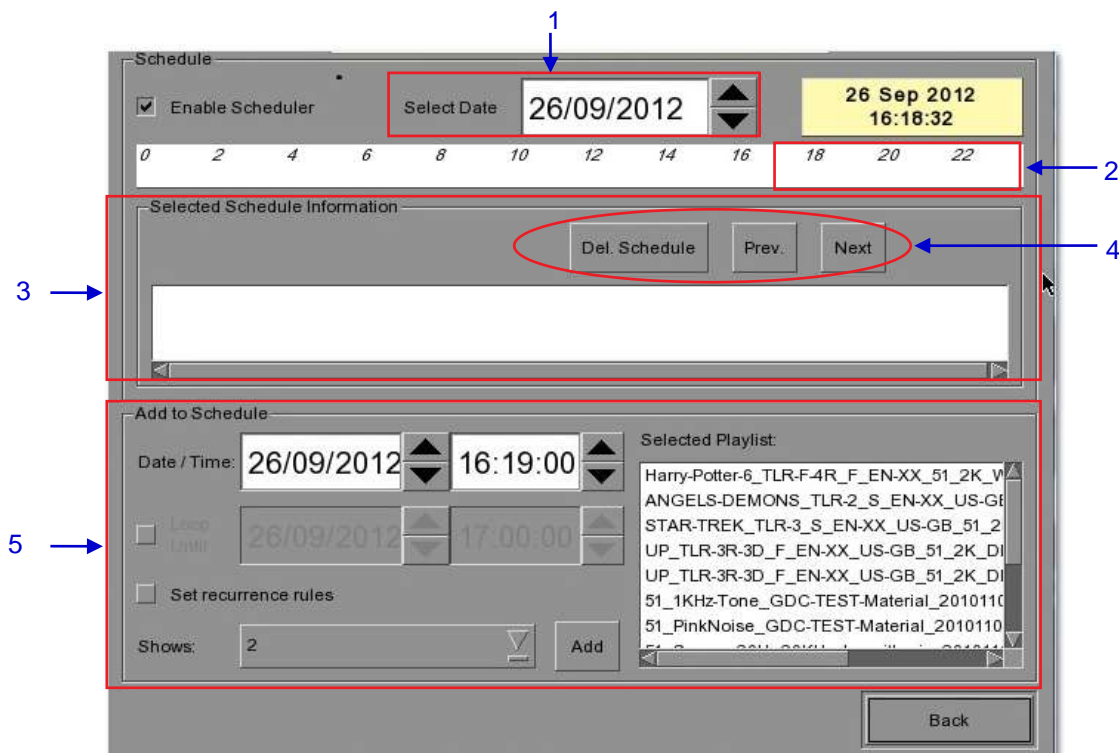 1
Schedule
Enable Scheduler
Select Date
26/09/2012
26 Sep 2012
16:18:32
0 2 4 6 8 10 12 14 16 18 20 22
2
Selected Schedule Information
Del. Schedule
Prev.
Next
4
3
Add to Schedule
Date / Time:
26/09/2012
16:19:00
Selected Playlist:
Harry-Potter-6_TLR-F-4R_F_EN-XX_51_2K_W
ANGELS-DEMONS_TLR-2_S_EN-XX_US-GB
STAR-TREK_TLR-3_S_EN-XX_US-GB_51_2
UP_TLR-3R-3D_F_EN-XX_US-GB_51_2K_DI
UP_TLR-3R-3D_F_EN-XX_US-GB_51_2K_DI
51_1KHz-Tone_GDC-TEST-Material_2010110
51_PinkNoise_GDC-TEST-Material_2010110
5
Loop
Until
26/09/2012
17:00:00
Set recurrence rules
Shows:
2
Add
Back